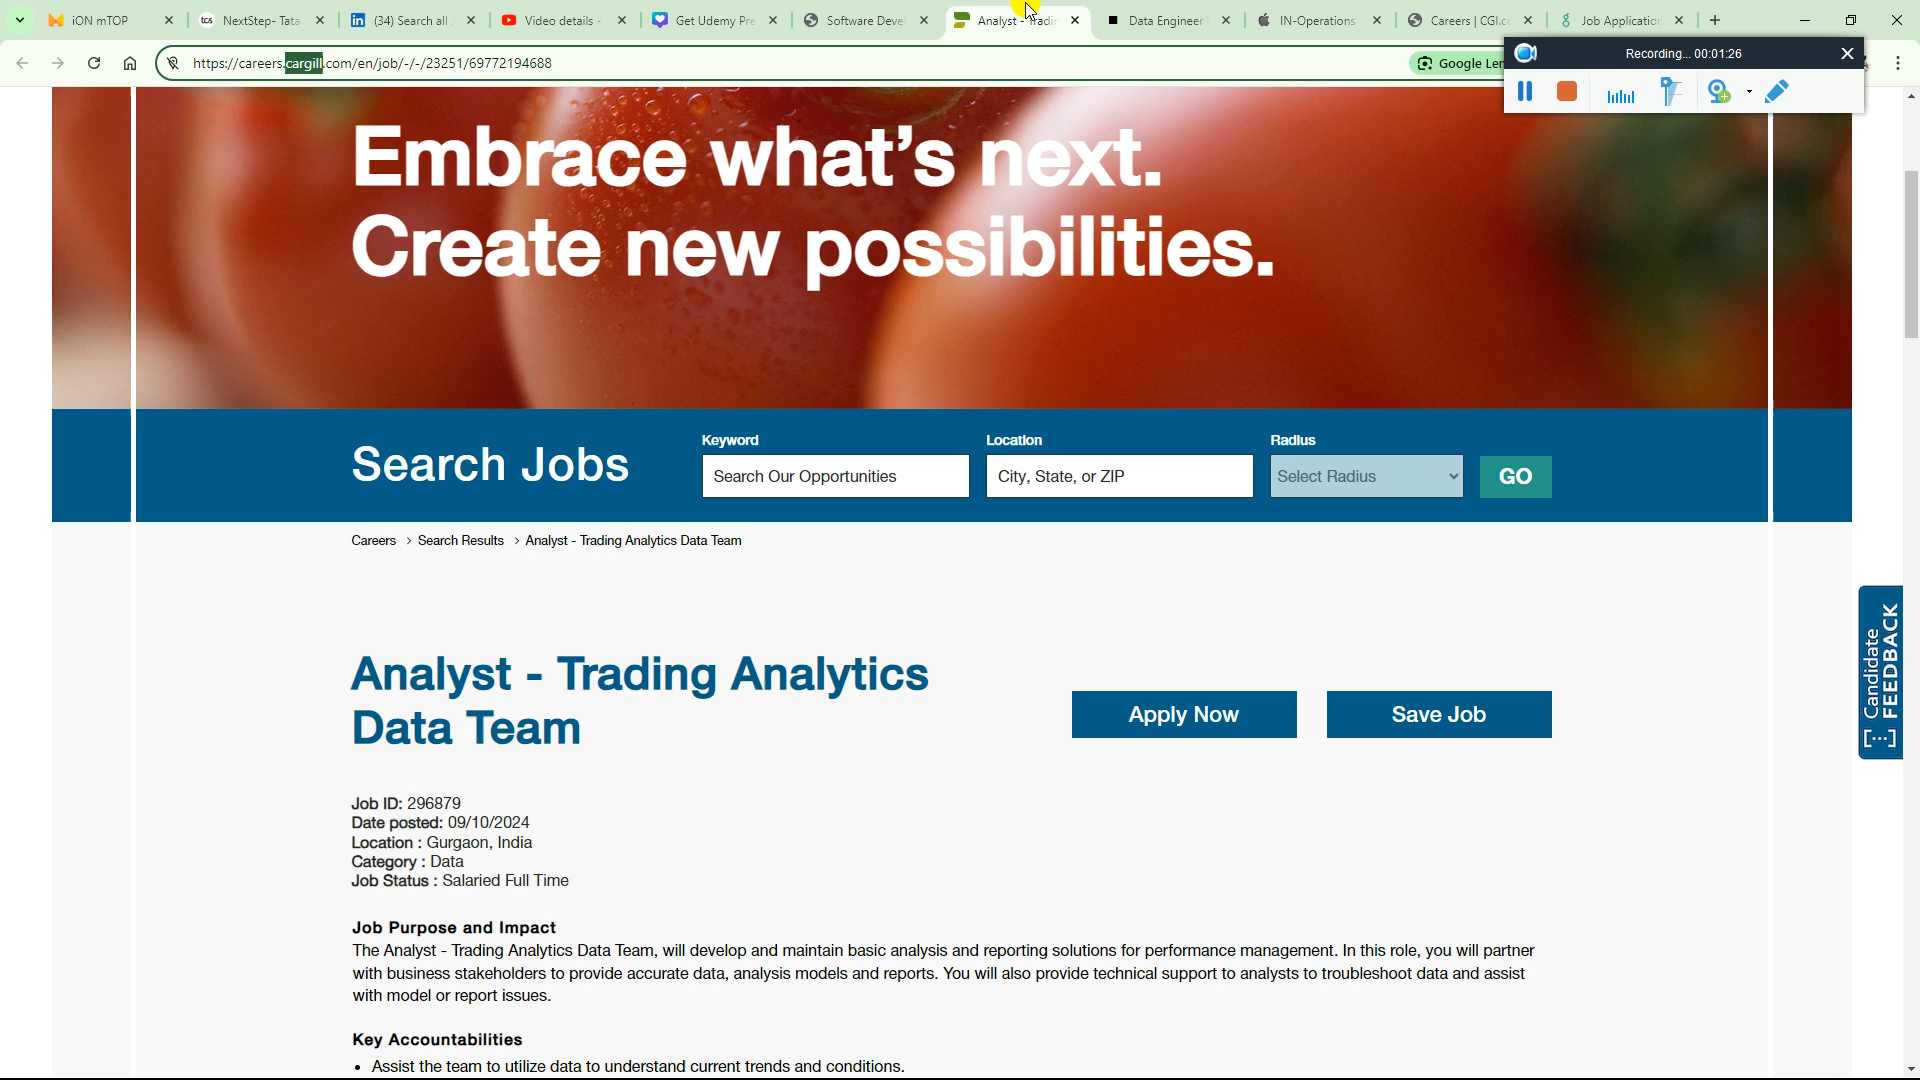 iON mTOP
NextStep- Tata
(34) Search all
Video details -
Get Udemy Pre
Software Deve
Analyst - Tradin
Data Engineer
IN-Operations
Careers | CGI.c
Job Application
https://careers.cargill.com/en/job/-/-/23251/69772194688
Google Len
Recording... 00:01:26
Embrace what's next.
Create new possibilities.
Search Jobs
Keyword
Location
Radius
Search Our Opportunities
City, State, or ZIP
Select Radius
GO
Careers > Search Results > Analyst - Trading Analytics Data Team
Analyst - Trading Analytics
Data Team
Apply Now
Save Job
Job ID: 296879
Date posted: 09/10/2024
Location : Gurgaon, India
Category : Data
Job Status : Salaried Full Time
Job Purpose and Impact
The Analyst - Trading Analytics Data Team, will develop and maintain basic analysis and reporting solutions for performance management. In this role, you will partner
with business stakeholders to provide accurate data, analysis models and reports. You will also provide technical support to analysts to troubleshoot data and assist
with model or report issues.
Key Accountabilities
• Assist the team to utilize data to understand current trends and conditions.
[...] Candidate
FEEDBACK